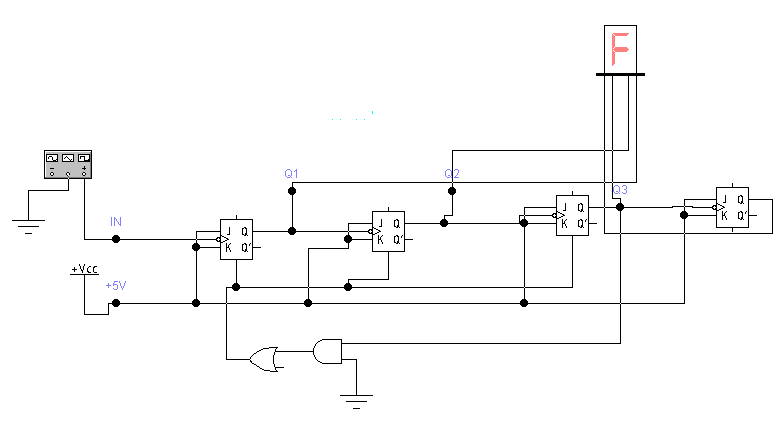 F
Q1
Q2
Q3
IN
+Vcc
+5V
J Q
K Q'
J Q
K Q'
J Q
K Q'
J Q
K Q'
- +